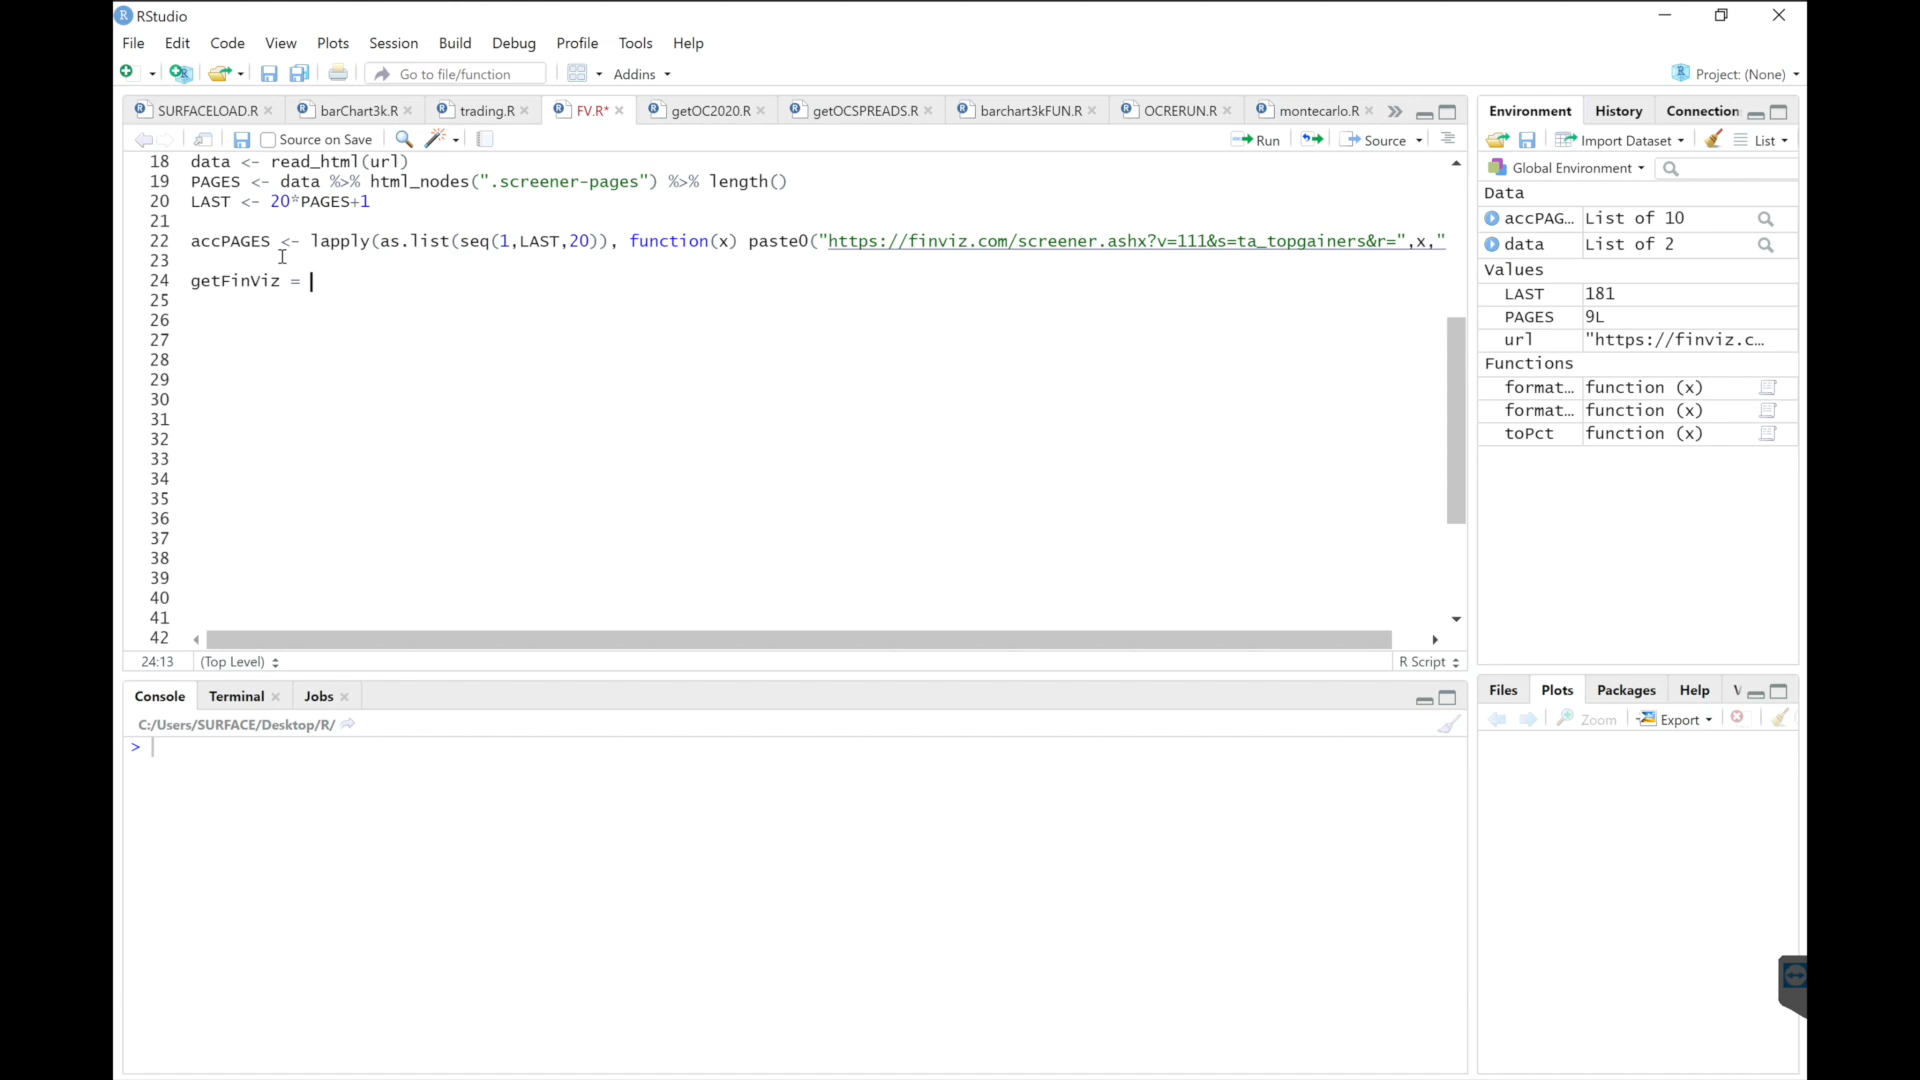 RStudio
File Edit Code View Plots Session Build Debug Profile Tools Help
Go to file/function Addins Project: (None)
SURFACELOAD.R barChart3k.R trading.R FV.R* getOC2020.R getOCSPREADS.R barchart3kFUN.R OCRERUN.R montecarlo.R
Source on Save Run Source
18 data <- read_html(url)
19 PAGES <- data %>% html_nodes(".screener-pages") %>% length()
20 LAST <- 20*PAGES+1
21
22 accPAGES <- lapply(as.list(seq(1,LAST,20)), function(x) paste0("https://finviz.com/screener.ashx?v=111&s=ta_topgainers&r=",x,"
23
24 getFinViz =
25
26
27
28
29
30
31
32
33
34
35
36
37
38
39
40
41
42
24:13 (Top Level) R Script
Console Terminal Jobs
C:/Users/SURFACE/Desktop/R/
>
Environment History Connection
Import Dataset List
Global Environment
Data
accPAG… List of 10
data List of 2
Values
LAST 181
PAGES 9L
url "https://finviz.c…
Functions
format… function (x)
format… function (x)
toPct function (x)
Files Plots Packages Help V
Zoom Export